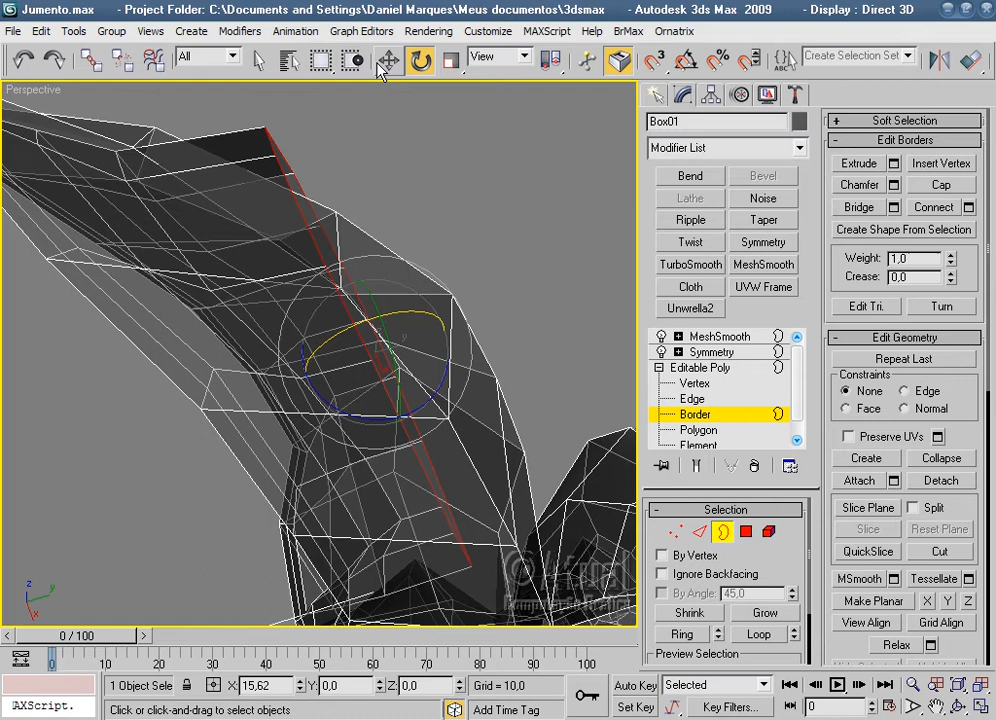 Jumento.max - Project Folder: C:\Documents and Settings\Daniel Marques\Meus documentos\3dsmax - Autodesk 3ds Max 2009 - Display : Direct 3D
File Edit Tools Group Views Create Modifiers Animation Graph Editors Rendering Customize MAXScript Help BrMax Ornatrix
All View Create Selection Set
Perspective
Box01
Modifier List
Bend Bevel
Lathe Noise
Ripple Taper
Twist Symmetry
TurboSmooth MeshSmooth
Cloth UVW Frame
Unwrella2
MeshSmooth
Symmetry
Editable Poly
Vertex
Edge
Border
Polygon
Element
Selection
By Vertex
Ignore Backfacing
By Angle: 45,0
Shrink Grow
Ring Loop
Preview Selection
Soft Selection
Edit Borders
Extrude Insert Vertex
Chamfer Cap
Bridge Connect
Create Shape From Selection
Weight: 1,0
Crease: 0,0
Edit Tri. Turn
Edit Geometry
Repeat Last
Constraints
None Edge
Face Normal
Preserve UVs
Create Collapse
Attach Detach
Slice Plane Split
Slice Reset Plane
QuickSlice Cut
MSmooth Tessellate
Make Planar X Y Z
View Align Grid Align
Relax
z y x
y
0 / 100
0 10 20 30 40 50 60 70 80 90 100
1 Object Sele X: 15,62 Y: 0,0 Z: 0,0 Grid = 10,0
Auto Key Selected
AXScript.
Click or click-and-drag to select objects
Add Time Tag
Set Key Key Filters... 0